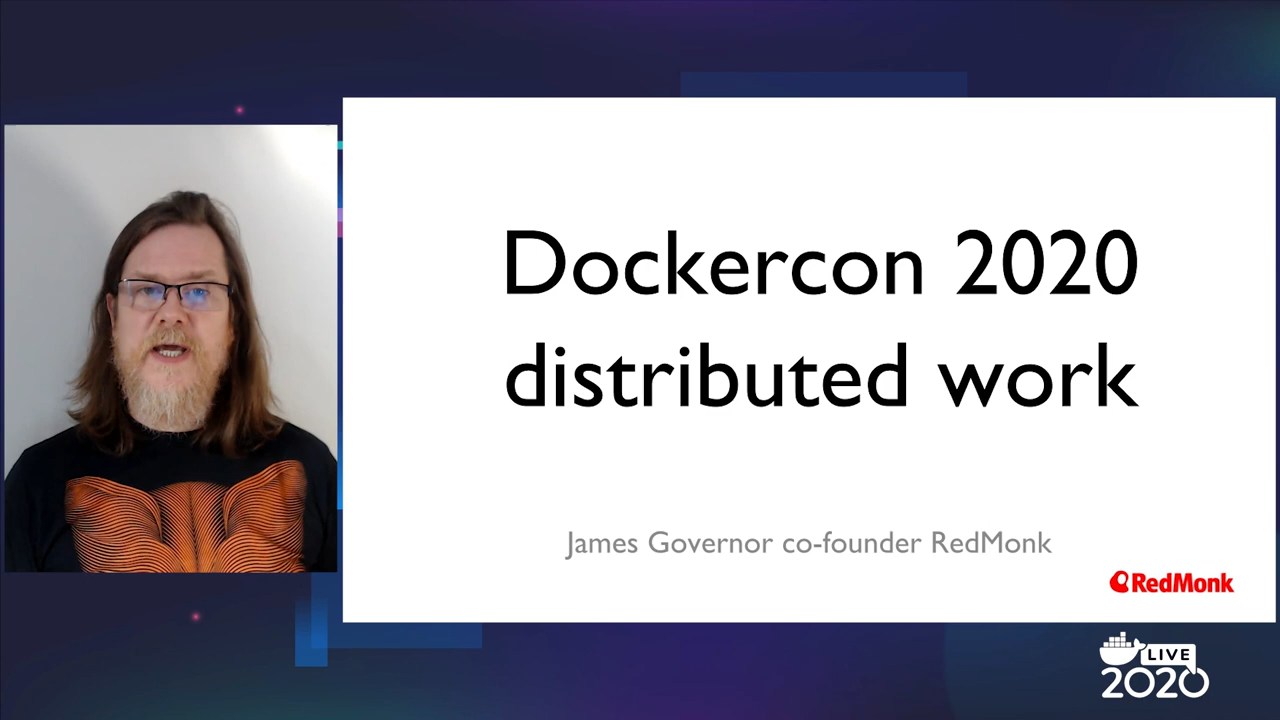 Dockercon 2020
distributed work
James Governor co-founder RedMonk
RedMonk
LIVE
2020